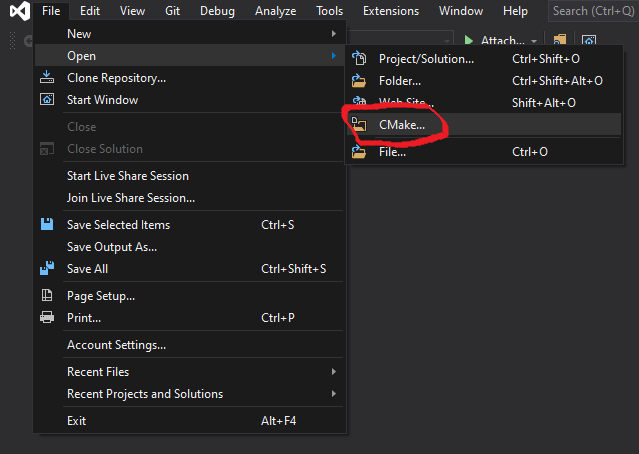 File Edit View Git Debug Analyze Tools Extensions Window Help Search (Ctrl+Q)
New
Open
Clone Repository...
Start Window
Close
Close Solution
Start Live Share Session
Join Live Share Session...
Save Selected Items Ctrl+S
Save Output As...
Save All Ctrl+Shift+S
Page Setup...
Print... Ctrl+P
Account Settings...
Recent Files
Recent Projects and Solutions
Exit Alt+F4
Attach...
Project/Solution... Ctrl+Shift+O
Folder... Ctrl+Shift+Alt+O
Web Site... Shift+Alt+O
CMake...
File... Ctrl+O